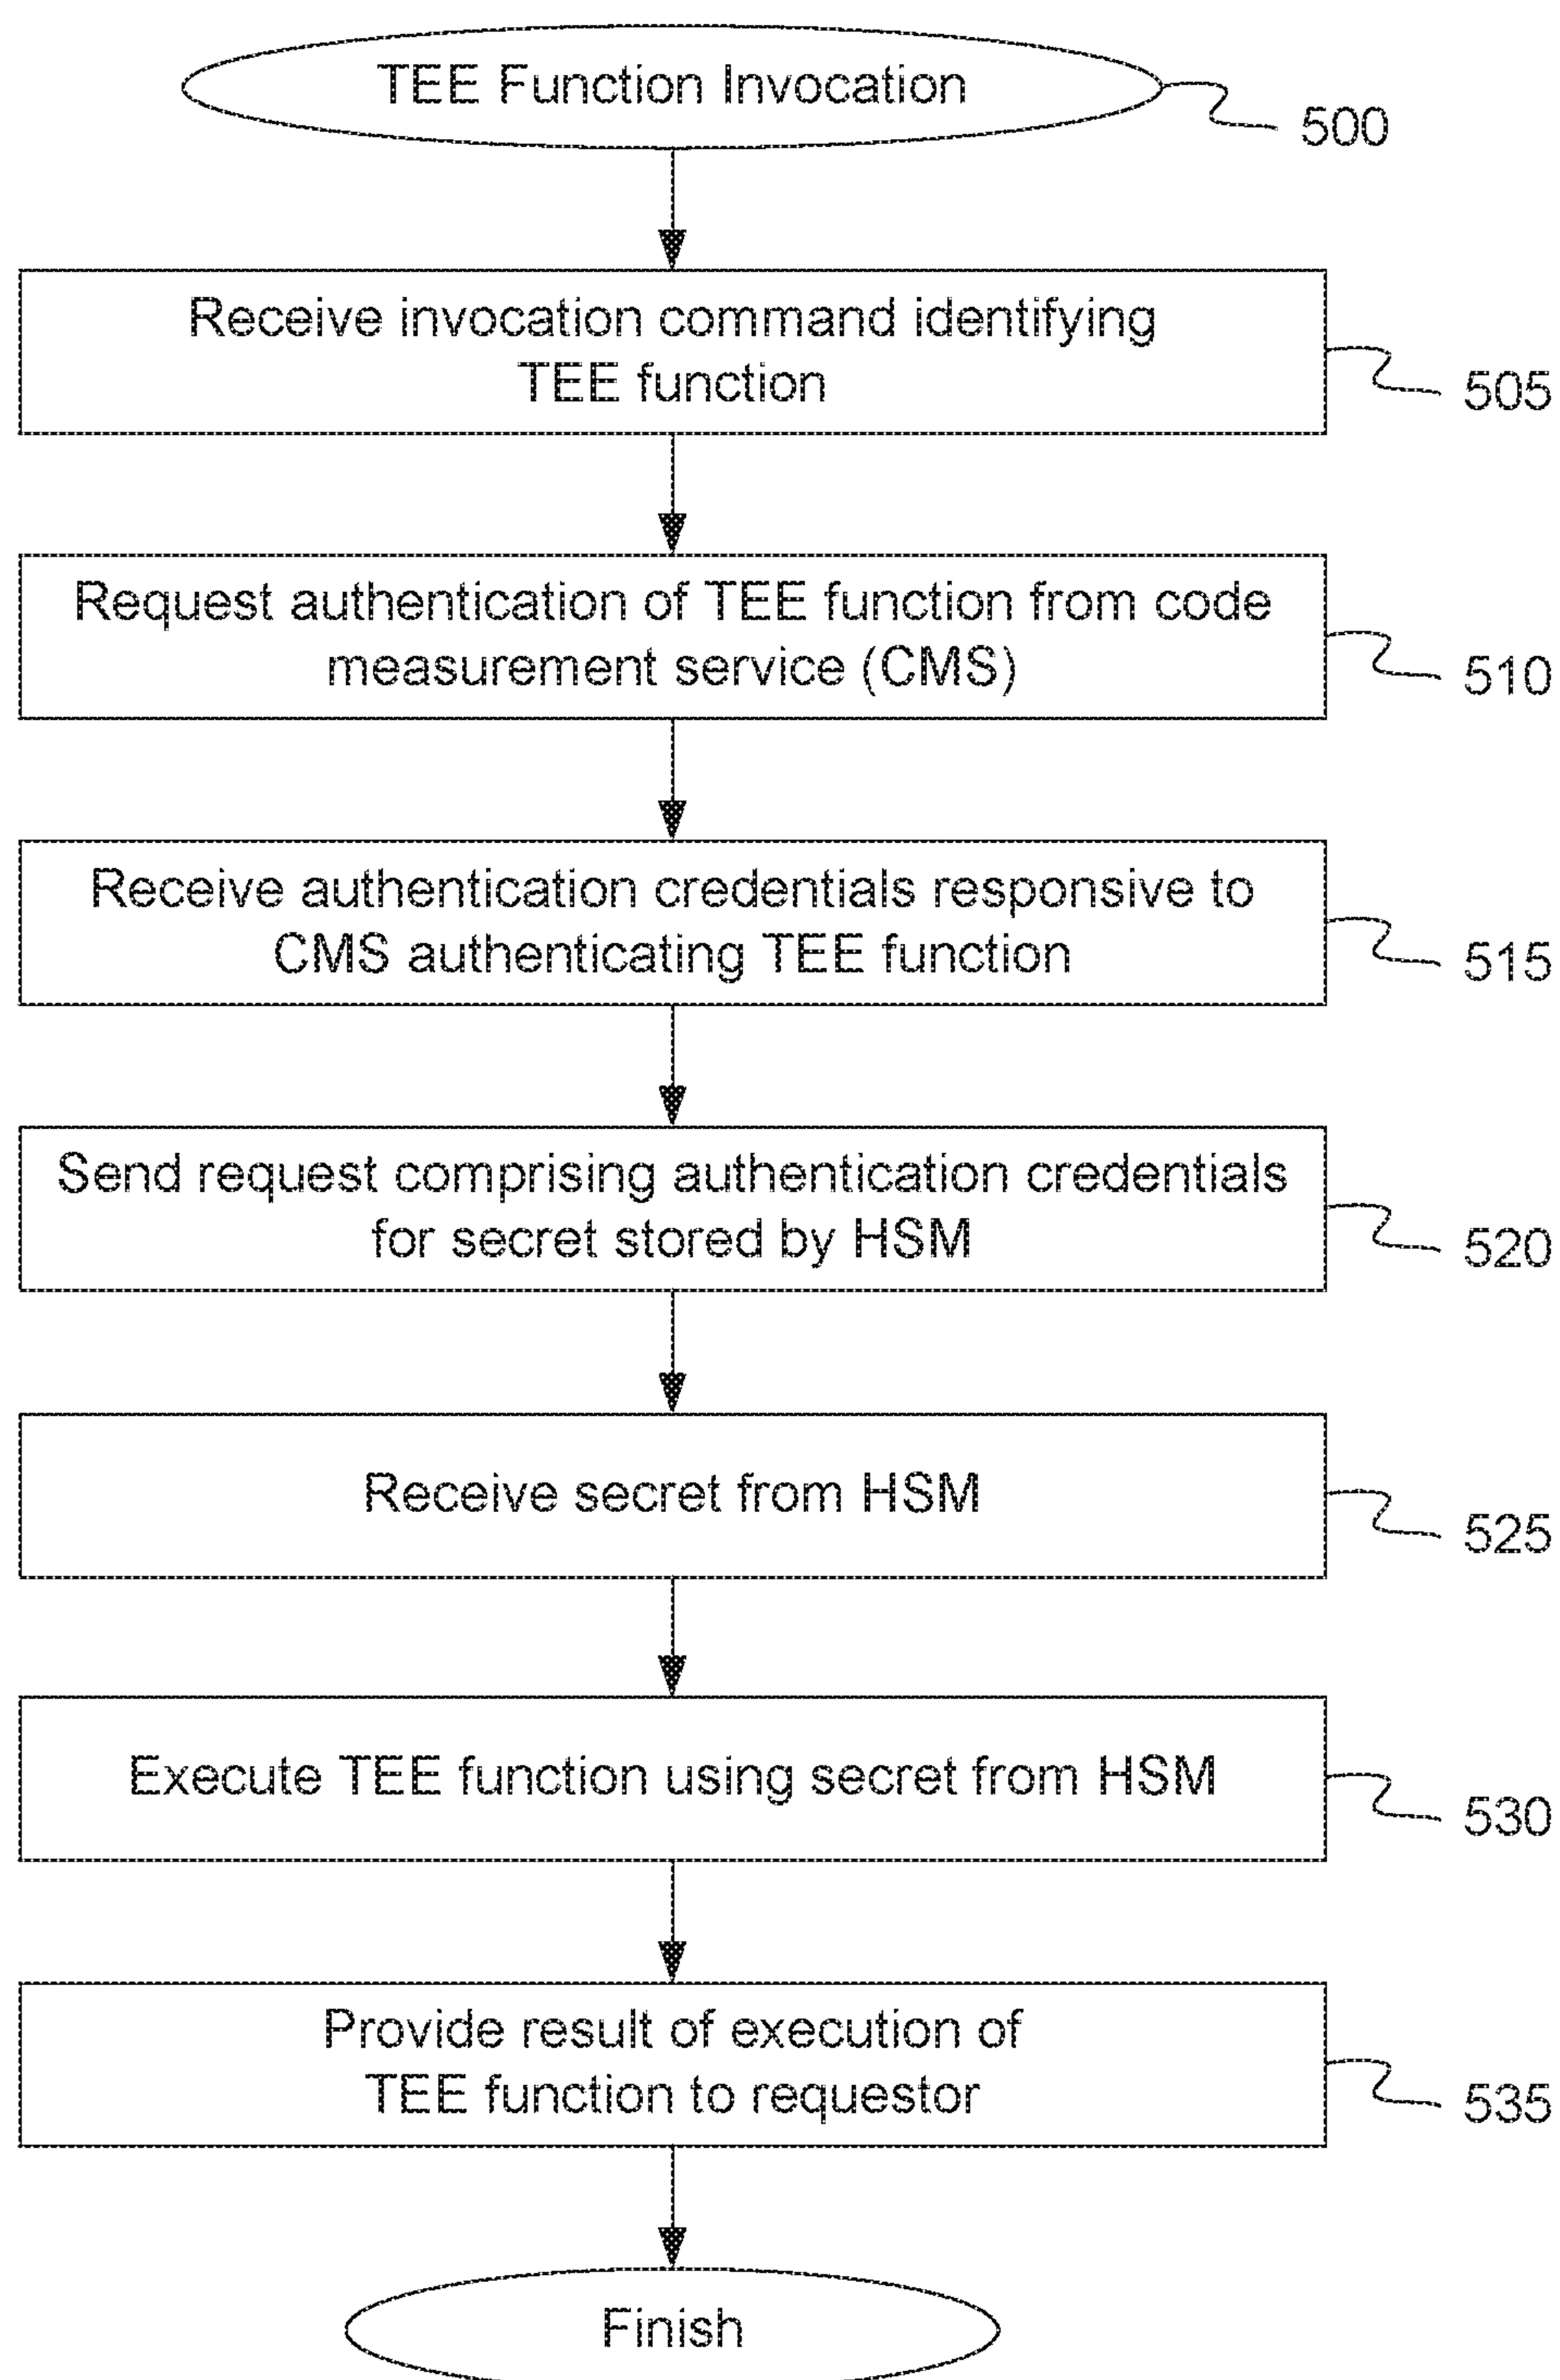 TEE Function Invocation
500
Receive invocation command identifying
TEE function
505
Request authentication of TEE function from code
measurement service (CMS)
510
Receive authentication credentials responsive to
CMS authenticating TEE function
515
Send request comprising authentication credentials
for secret stored by HSM
520
Receive secret from HSM
525
Execute TEE function using secret from HSM
530
Provide result of execution of
TEE function to requestor
535
Finish